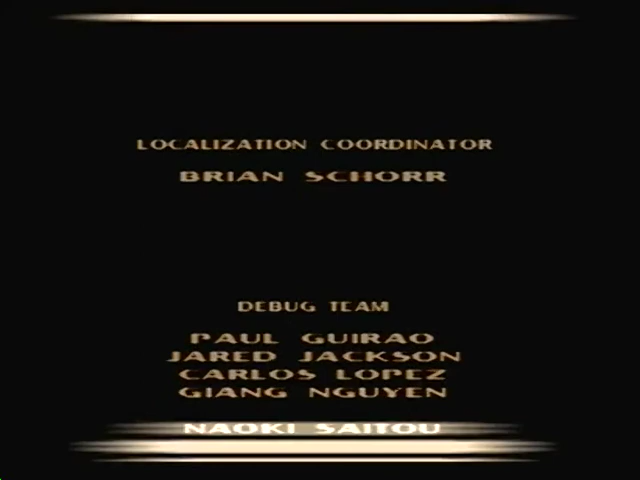 LOCALIZATION COORDINATOR
BRIAN SCHORR
DEBUG TEAM
PAUL GUIRAO
JARED JACKSON
CARLOS LOPEZ
GIANG NGUYEN
NAOKI SAITOU